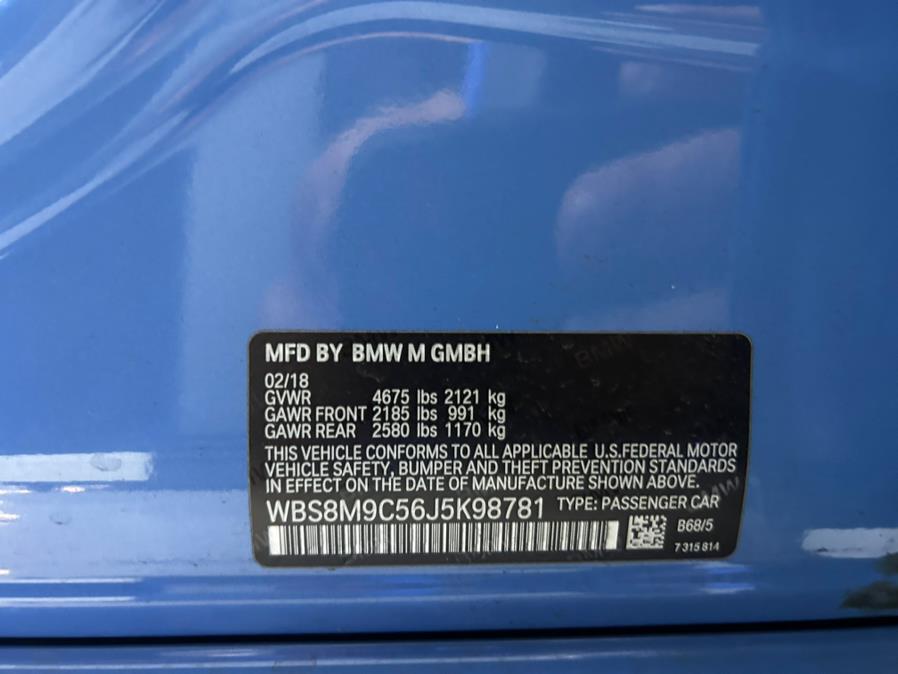 MFD BY BMW M GMBH
02/18
GVWR 4675 lbs 2121 kg
GAWR FRONT 2185 lbs 991 kg
GAWR REAR 2580 lbs 1170 kg
THIS VEHICLE CONFORMS TO ALL APPLICABLE U.S.FEDERAL MOTOR
VEHICLE SAFETY, BUMPER AND THEFT PREVENTION STANDARDS
IN EFFECT ON THE DATE OF MANUFACTURE SHOWN ABOVE.
WBS8M9C56J5K98781 TYPE: PASSENGER CAR
B68/5
7 315 814